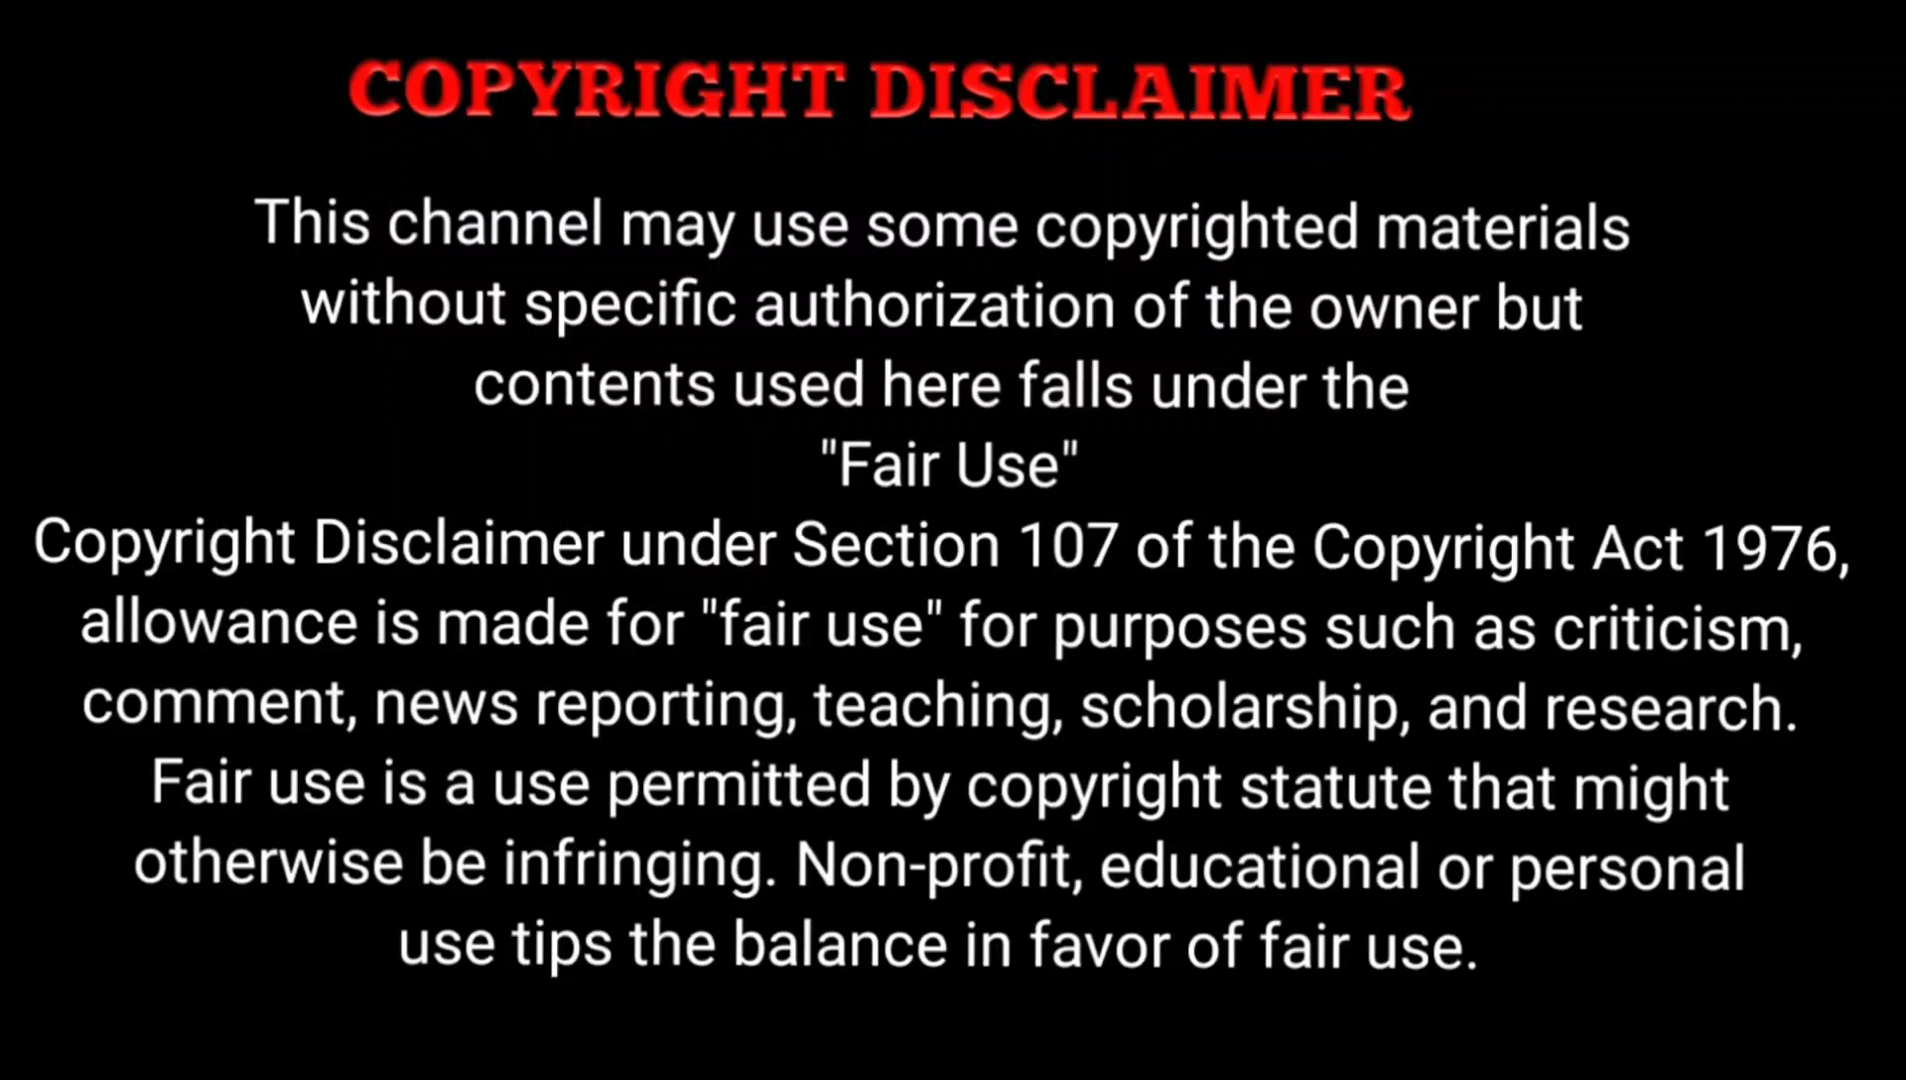 COPYRIGHT DISCLAIMER
This channel may use some copyrighted materials
without specific authorization of the owner but
contents used here falls under the
"Fair Use"
Copyright Disclaimer under Section 107 of the Copyright Act 1976,
allowance is made for "fair use" for purposes such as criticism,
comment, news reporting, teaching, scholarship, and research.
Fair use is a use permitted by copyright statute that might
otherwise be infringing. Non-profit, educational or personal
use tips the balance in favor of fair use.